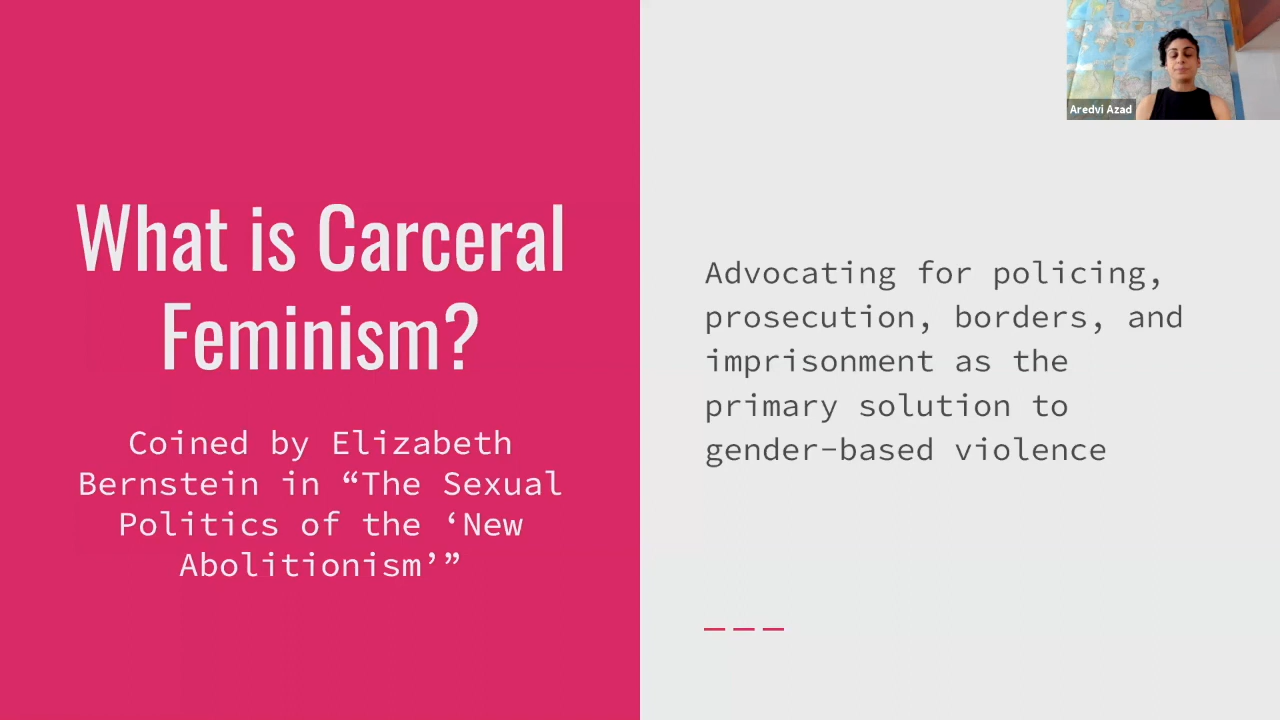 What is Carceral
Feminism?
Coined by Elizabeth
Bernstein in “The Sexual
Politics of the ‘New
Abolitionism’”
Advocating for policing,
prosecution, borders, and
imprisonment as the
primary solution to
gender-based violence
Aredvi Azad